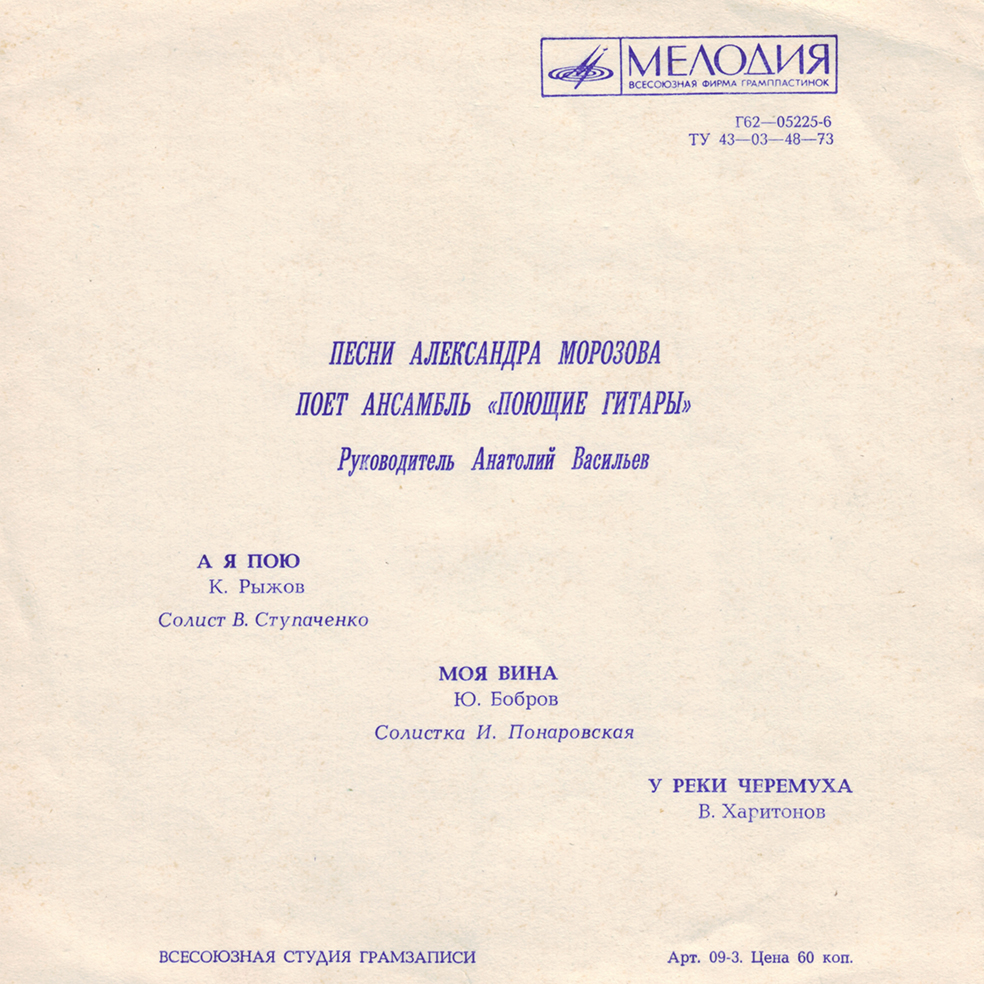 МЕЛОДИЯ
ВСЕСОЮЗНАЯ ФИРМА ГРАМПЛАСТИНОК
Г62—05225-6
ТУ 43—03—48—73
ПЕСНИ АЛЕКСАНДРА МОРОЗОВА
ПОЕТ АНСАМБЛЬ «ПОЮЩИЕ ГИТАРЫ»
Руководитель Анатолий Васильев
А Я ПОЮ
К. Рыжов
Солист В. Ступаченко
МОЯ ВИНА
Ю. Бобров
Солистка И. Понаровская
У РЕКИ ЧЕРЕМУХА
В. Харитонов
ВСЕСОЮЗНАЯ СТУДИЯ ГРАМЗАПИСИ
Арт. 09-3. Цена 60 коп.